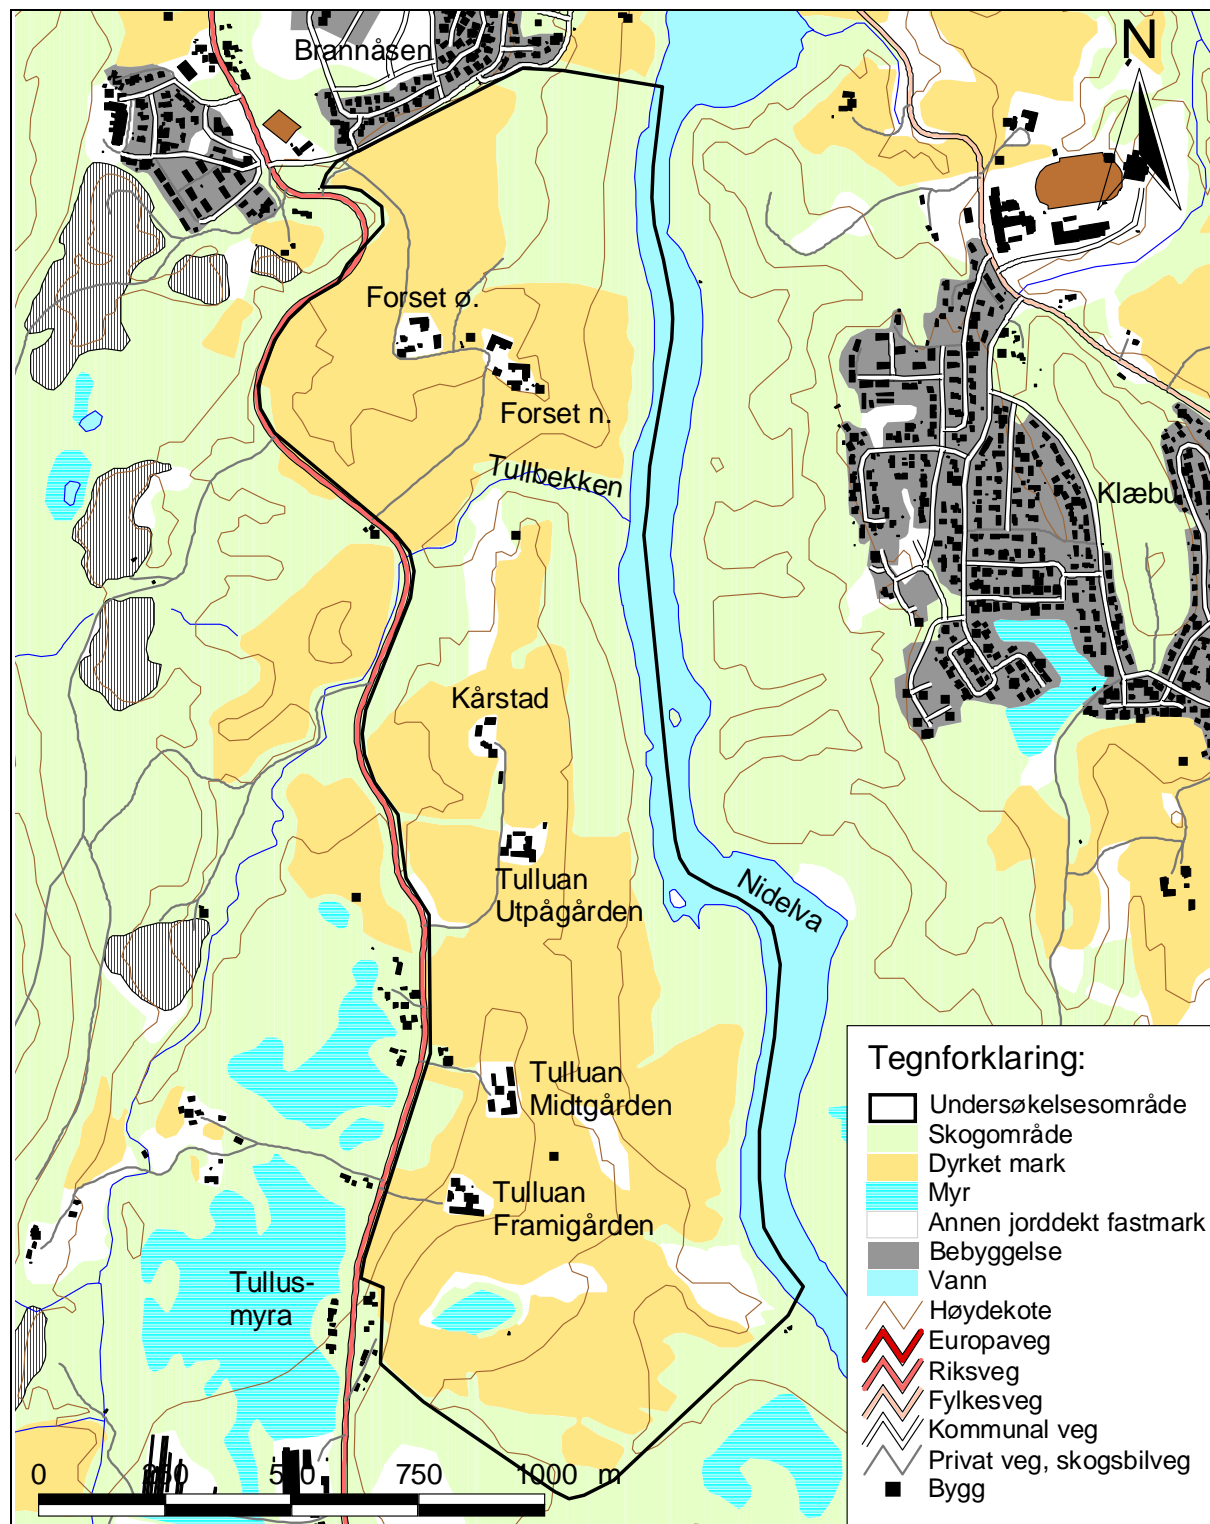 Brannåsen
N
Forset ø.
Forset n.
Tullbekken
Klæbu
Kårstad
Tulluan
Utpågården
Nidelva
Tulluan
Midtgården
Tulluan
Framigården
Tullus-
myra
Tegnforklaring:
Undersøkelsesområde
Skogområde
Dyrket mark
Myr
Annen jorddekt fastmark
Bebyggelse
Vann
Høydekote
Europaveg
Riksveg
Fylkesveg
Kommunal veg
Privat veg, skogsbilveg
Bygg
0 250 500 750 1000 m